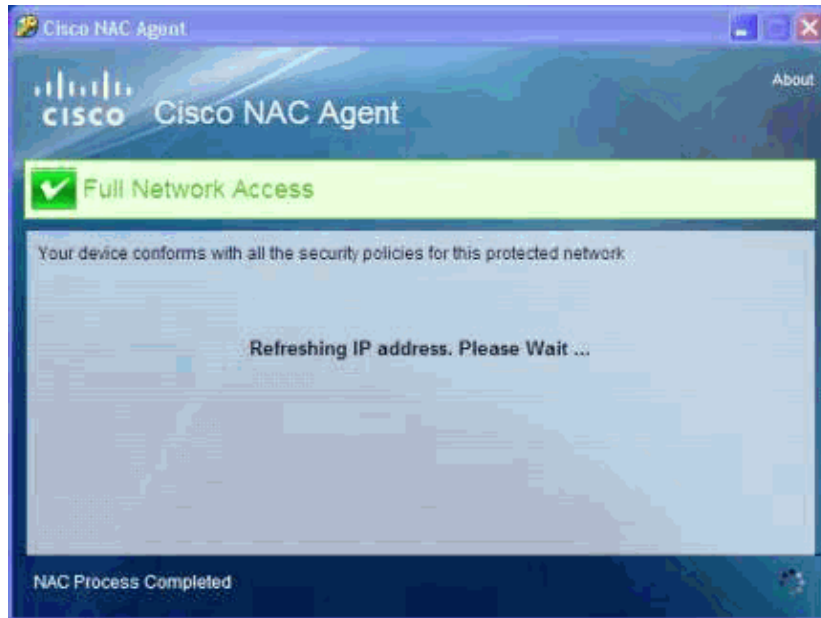 Cisco NAC Agent
About
CISCO Cisco NAC Agent
Full Network Access
Your device conforms with all the security policies for this protected network
Refreshing IP address. Please Wait ...
NAC Process Completed